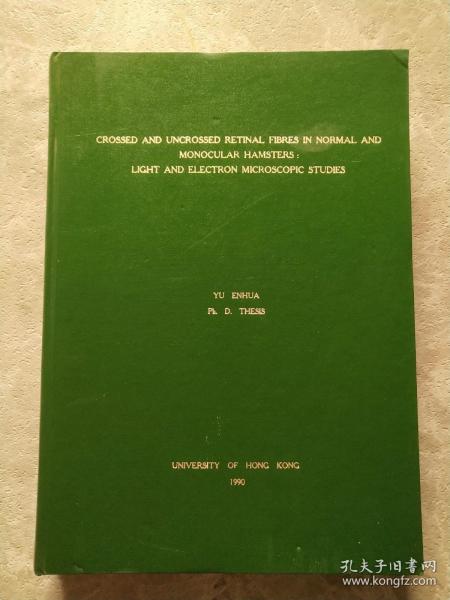 CROSSED AND UNCROSSED RETINAL FIBRES IN NORMAL AND
MONOCULAR HAMSTERS :
LIGHT AND ELECTRON MICROSCOPIC STUDIES
YU ENHUA
Ph. D. THESIS
UNIVERSITY OF HONG KONG
1990
孔夫子旧书网
www.kongfz.com